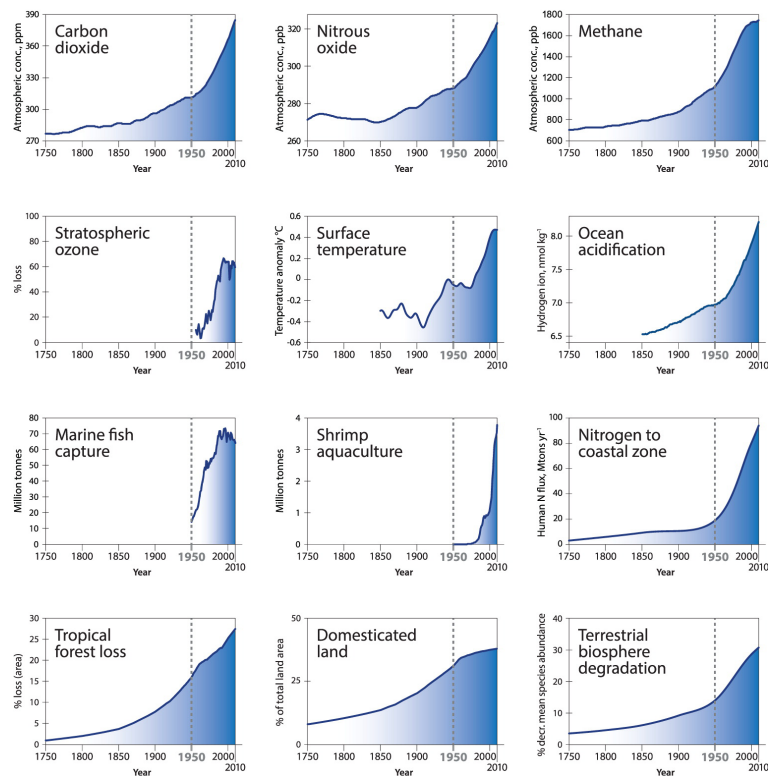 Carbon
dioxide
Atmospheric conc., ppm
390
360
330
300
270
1750 1800 1850 1900 1950 2000
2010
Year
Nitrous
oxide
Atmospheric conc., ppb
320
300
280
260
1750 1800 1850 1900 1950 2000
2010
Year
Methane
Atmospheric conc., ppb
1800
1600
1400
1200
1000
800
600
1750 1800 1850 1900 1950 2000
2010
Year
Stratospheric
ozone
% loss
100
80
60
40
20
0
1750 1800 1850 1900 1950 2000
2010
Year
Surface
temperature
Temperature anomaly °C
0.6
0.4
0.2
0
-0.2
-0.4
-0.6
1750 1800 1850 1900 1950 2000
2010
Year
Ocean
acidification
Hydrogen ion, nmol kg-1
8.0
7.5
7.0
6.5
1750 1800 1850 1900 1950 2000
2010
Year
Marine fish
capture
Million tonnes
80
70
60
50
40
30
20
10
0
1750 1800 1850 1900 1950 2000
2010
Year
Shrimp
aquaculture
Million tonnes
4
3
2
1
0
1750 1800 1850 1900 1950 2000
2010
Year
Nitrogen to
coastal zone
Human N flux, Mtons yr-1
100
80
60
40
20
0
1750 1800 1850 1900 1950 2000
2010
Year
Tropical
forest loss
% loss (area)
30
25
20
15
10
5
0
1750 1800 1850 1900 1950 2000
2010
Year
Domesticated
land
% of total land area
50
0
1750 1800 1850 1900 1950 2000
2010
Year
Terrestrial
biosphere
degradation
% decr. mean species abundance
40
30
20
10
0
1750 1800 1850 1900 1950 2000
2010
Year